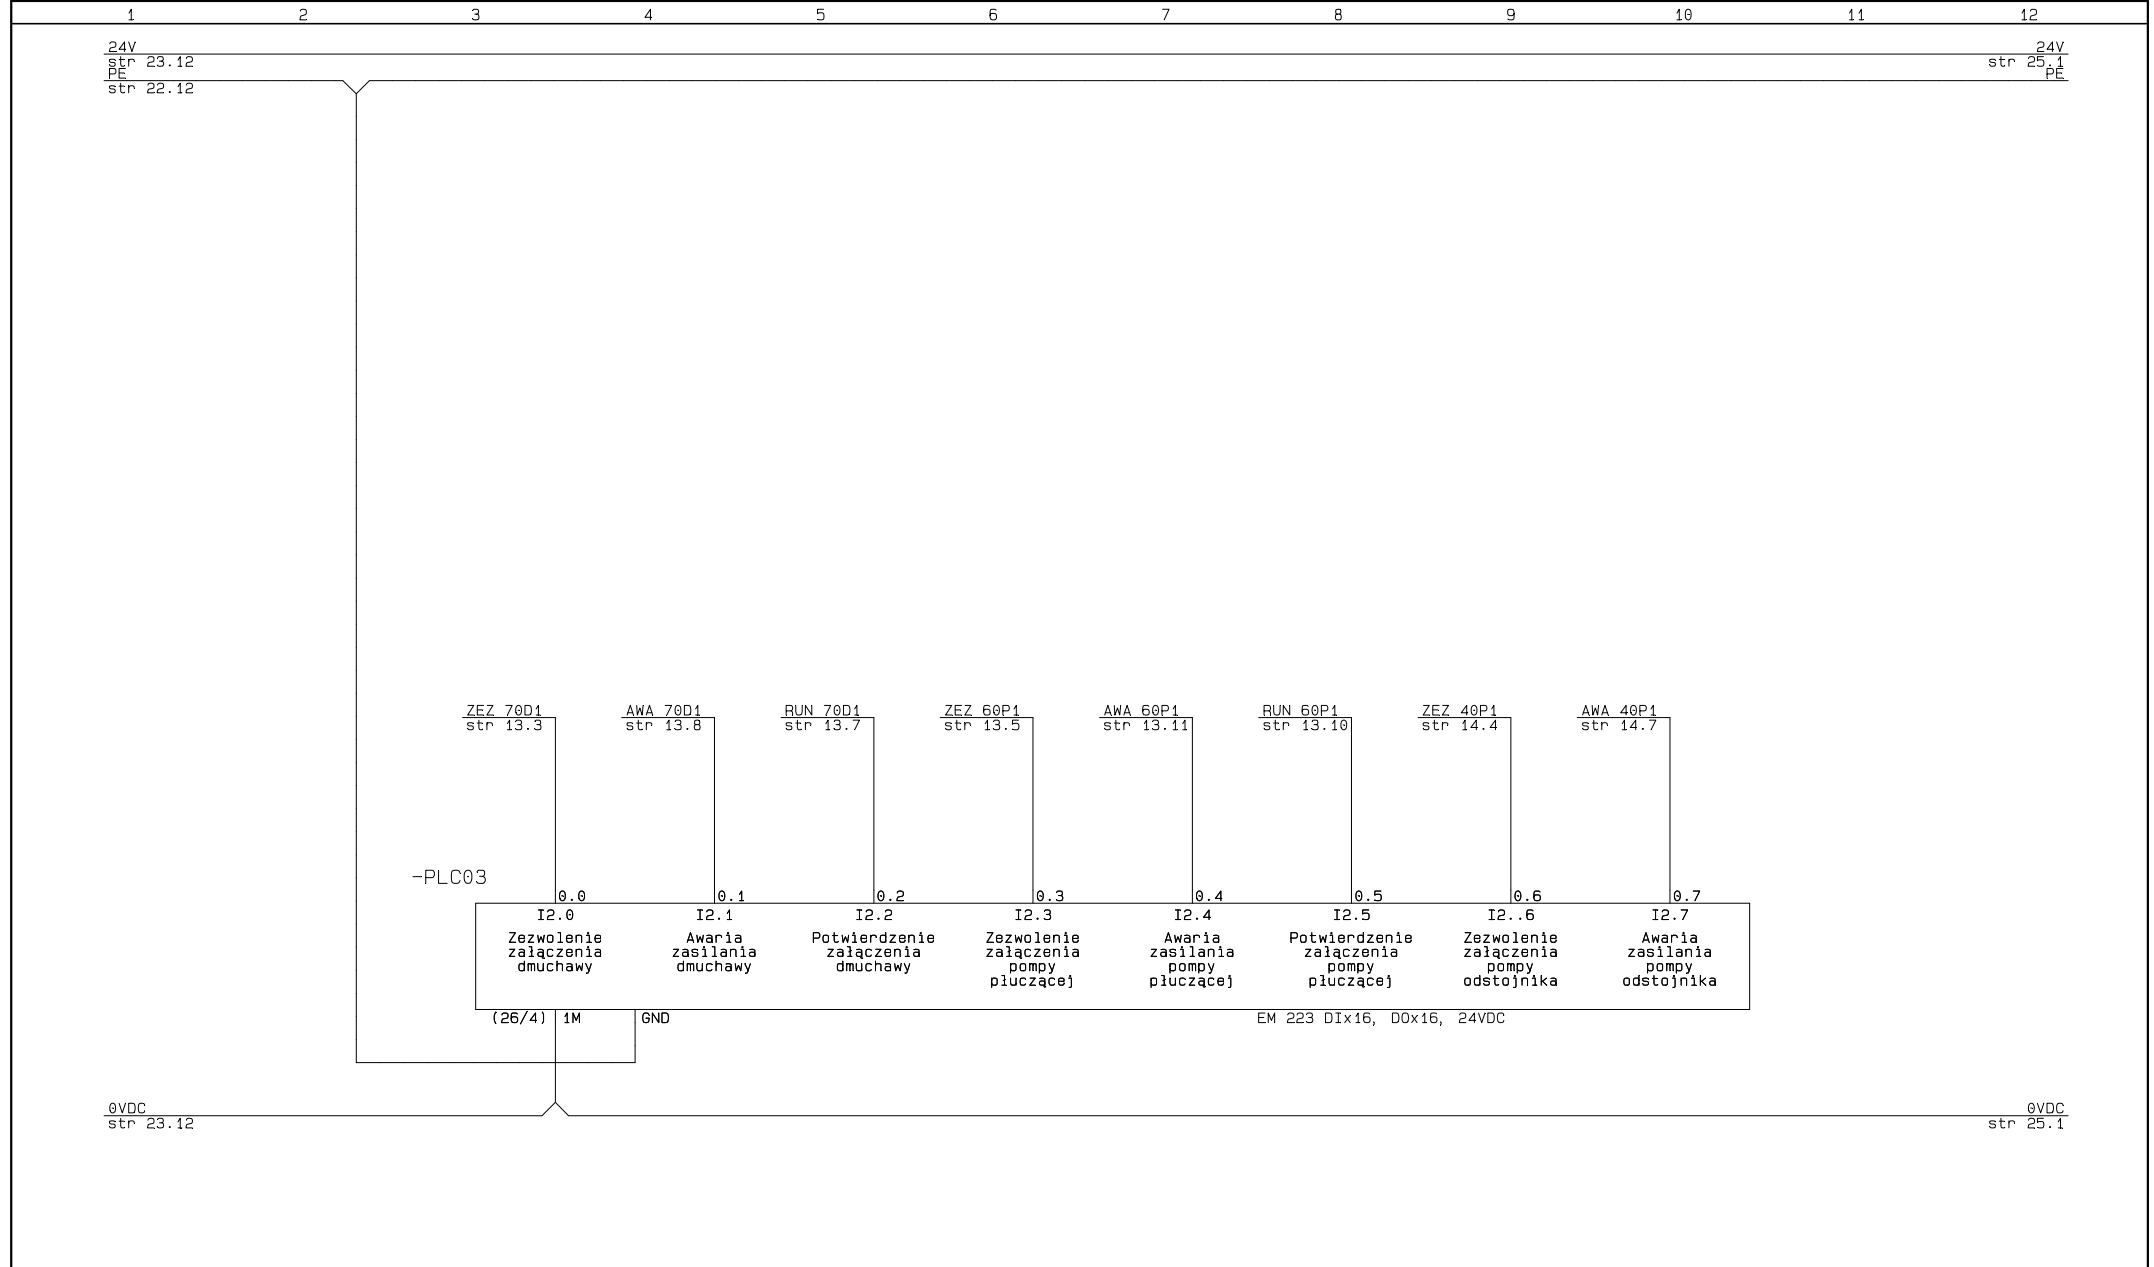 1 2 3 4 5 6 7 8 9 10 11 12
24V 24V
str 23.12 str 25.1
PE PE
str 22.12
ZEZ 70D1 AWA 70D1 RUN 70D1 ZEZ 60P1 AWA 60P1 RUN 60P1 ZEZ 40P1 AWA 40P1
str 13.3 str 13.8 str 13.7 str 13.5 str 13.11 str 13.10 str 14.4 str 14.7
-PLC03
0.0 0.1 0.2 0.3 0.4 0.5 0.6 0.7
I2.0 I2.1 I2.2 I2.3 I2.4 I2.5 I2..6 I2.7
Zezwolenie Awaria Potwierdzenie Zezwolenie Awaria Potwierdzenie Zezwolenie Awaria
załączenia zasilania załączenia załączenia zasilania załączenia załączenia zasilania
dmuchawy dmuchawy dmuchawy pompy pompy pompy pompy pompy
płuczącej płuczącej płuczącej odstojnika odstojnika
(26/4) 1M GND EM 223 DIx16, DOx16, 24VDC
0VDC 0VDC
str 23.12 str 25.1